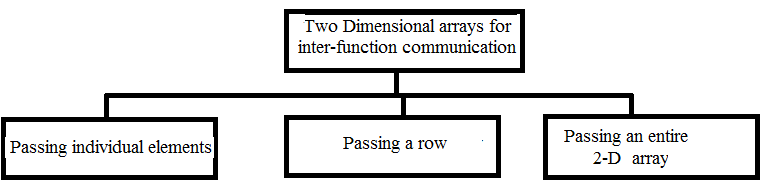 Two Dimensional arrays for
inter-function communication
Passing individual elements
Passing a row
Passing an entire
2-D array